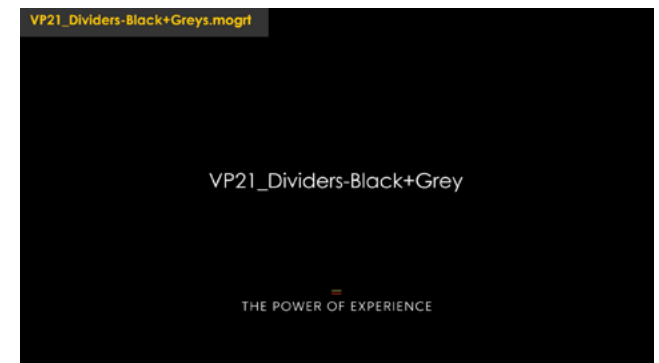 VP21_Dividers-Black+Greys.mogrt
VP21_Dividers-Black+Grey
THE POWER OF EXPERIENCE